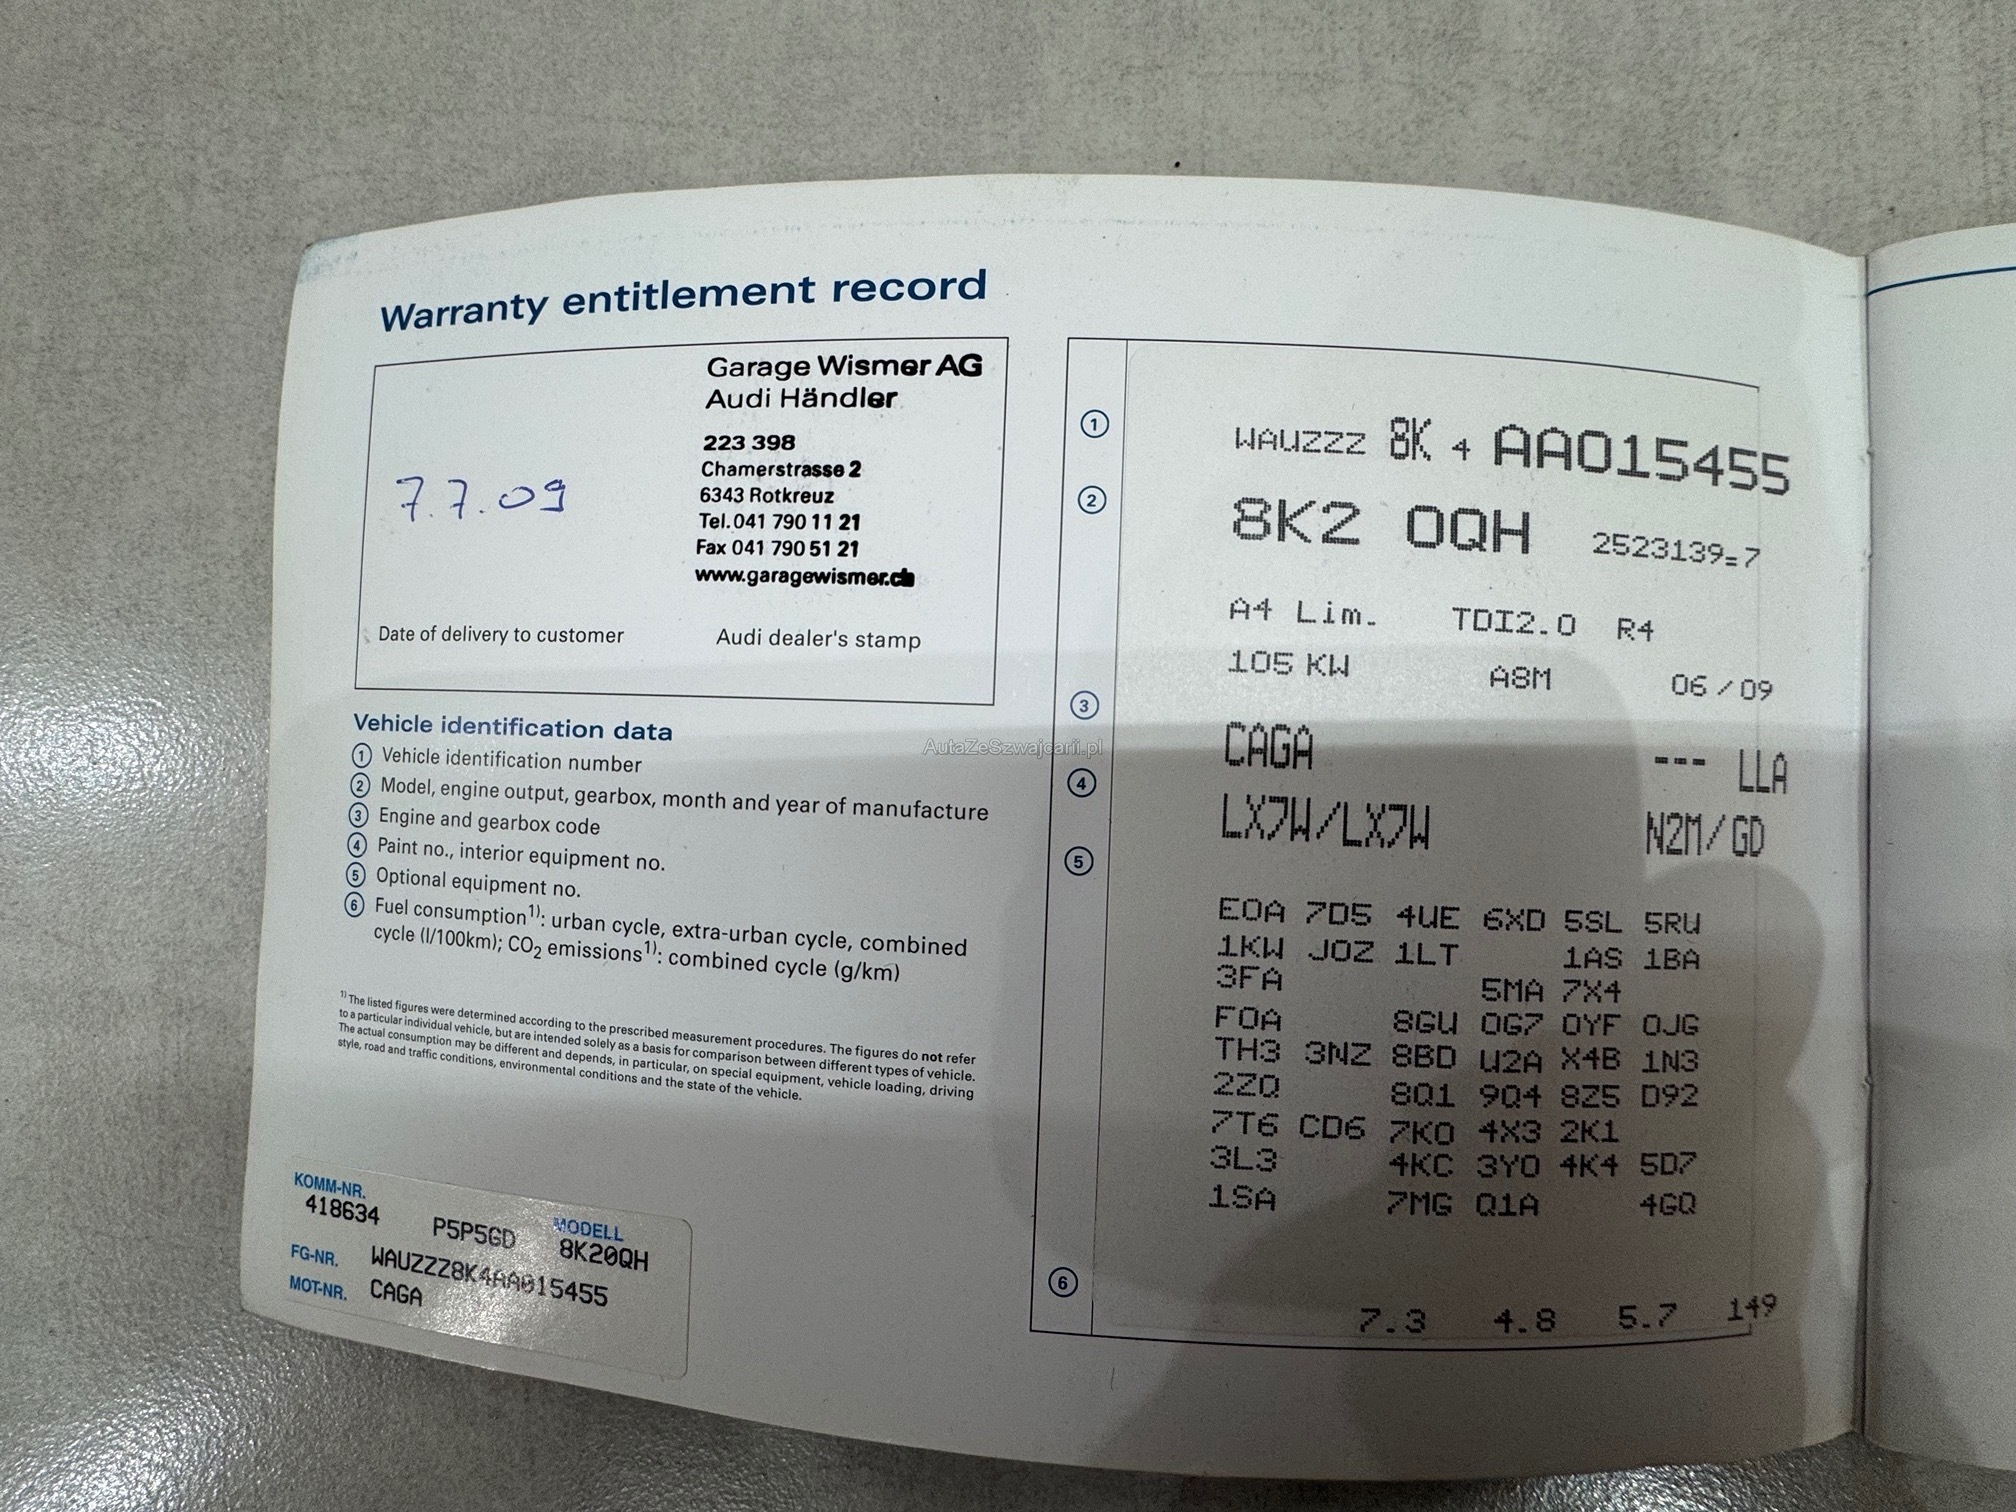 Warranty entitlement record
Garage Wismer AG
Audi Händler
223 398
Chamerstrasse 2
6343 Rotkreuz
Tel. 041 790 11 21
Fax 041 790 51 21
www.garagewismer.ch
7.7.09
Date of delivery to customer
Audi dealer's stamp
Vehicle identification data
1 Vehicle identification number
2 Model, engine output, gearbox, month and year of manufacture
3 Engine and gearbox code
4 Paint no., interior equipment no.
5 Optional equipment no.
6 Fuel consumption1): urban cycle, extra-urban cycle, combined
cycle (l/100km); CO2 emissions1): combined cycle (g/km)
1) The listed figures were determined according to the prescribed measurement procedures. The figures do not refer
to a particular individual vehicle, but are intended solely as a basis for comparison between different types of vehicle.
The actual consumption may be different and depends, in particular, on special equipment, vehicle loading, driving
style, road and traffic conditions, environmental conditions and the state of the vehicle.
KOMM-NR.
418634 P5P5GD MODELL
8K20QH
FG-NR. WAUZZZ8K4AA015455
MOT-NR. CAGA
1 WAUZZZ 8K 4 AA015455
2 8K2 0QH 2523139=7
A4 Lim. TDI2.0 R4
105 KW A8M 06/09
3 CAGA --- LLA
4 LX7W/LX7W N2M/GD
5
E0A 7D5 4UE 6XD 5SL 5RU
1KW J0Z 1LT 1AS 1BA
3FA 5MA 7X4
F0A 8GU 0G7 0YF 0JG
TH3 3NZ 8BD U2A X4B 1N3
2ZQ 8Q1 9Q4 8Z5 D92
7T6 CD6 7K0 4X3 2K1
3L3 4KC 3Y0 4K4 5D7
1SA 7MG Q1A 4GQ
6
7.3 4.8 5.7 149
AutaZeSzwajcarii.pl